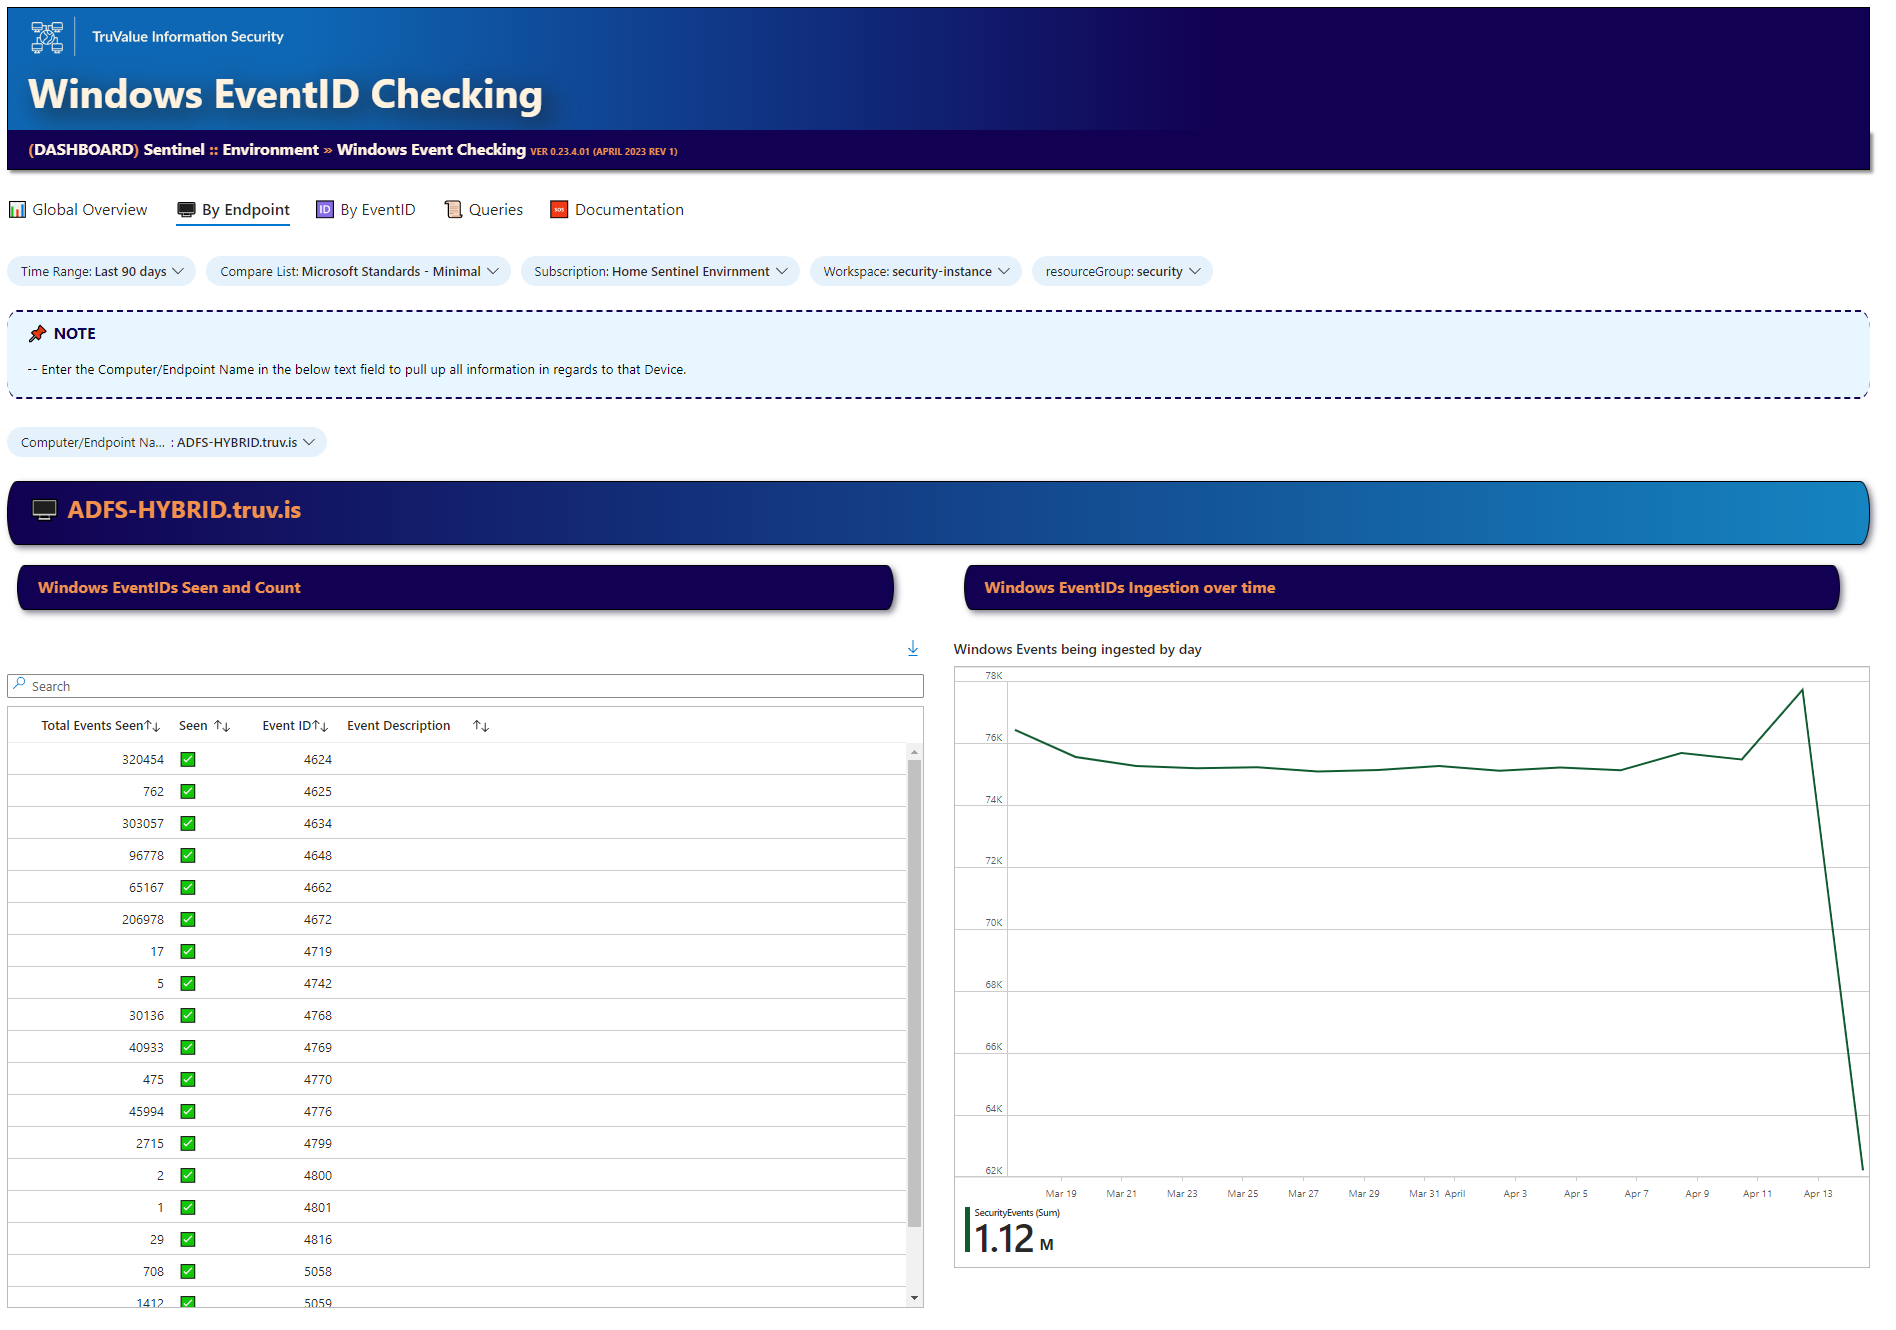 TruValue Information Security
Windows EventID Checking
(DASHBOARD) Sentinel :: Environment » Windows Event Checking VER 0.23.4.01 (APRIL 2023 REV 1)
Global Overview By Endpoint ID By EventID Queries SOS Documentation
Time Range: Last 90 days Compare List: Microsoft Standards - Minimal Subscription: Home Sentinel Envirnment Workspace: security-instance resourceGroup: security
NOTE
-- Enter the Computer/Endpoint Name in the below text field to pull up all information in regards to that Device.
Computer/Endpoint Na... : ADFS-HYBRID.truv.is
ADFS-HYBRID.truv.is
Windows EventIDs Seen and Count
Search
Total Events Seen Seen Event ID Event Description
320454 4624
762 4625
303057 4634
96778 4648
65167 4662
206978 4672
17 4719
5 4742
30136 4768
40933 4769
475 4770
45994 4776
2715 4799
2 4800
1 4801
29 4816
708 5058
1412 5059
Windows EventIDs Ingestion over time
Windows Events being ingested by day
78K
76K
74K
72K
70K
68K
66K
64K
62K
Mar 19 Mar 21 Mar 23 Mar 25 Mar 27 Mar 29 Mar 31 April Apr 3 Apr 5 Apr 7 Apr 9 Apr 11 Apr 13
SecurityEvents (Sum)
1.12 M